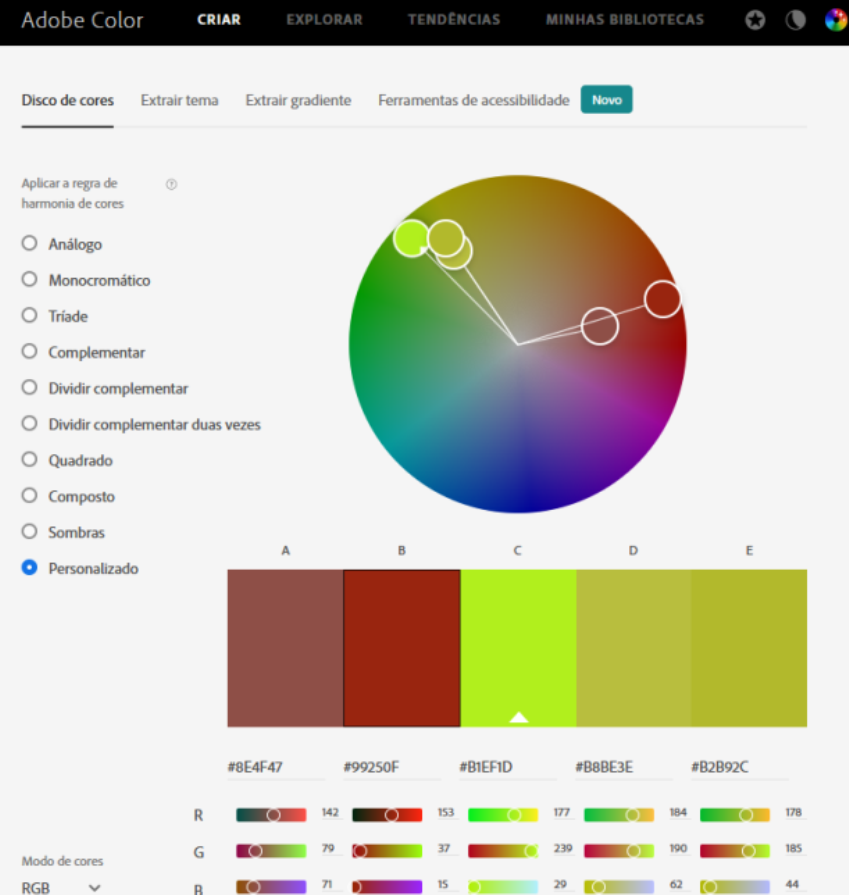 Adobe Color CRIAR EXPLORAR TENDÊNCIAS MINHAS BIBLIOTECAS
Disco de cores Extrair tema Extrair gradiente Ferramentas de acessibilidade Novo
Aplicar a regra de
harmonia de cores
Análogo
Monocromático
Tríade
Complementar
Dividir complementar
Dividir complementar duas vezes
Quadrado
Composto
Sombras
Personalizado
A B C D E
#8E4F47 #99250F #B1EF1D #B8BE3E #B2B92C
R 142 153 177 184 178
G 79 37 239 190 185
Modo de cores
RGB B 71 15 29 62 44